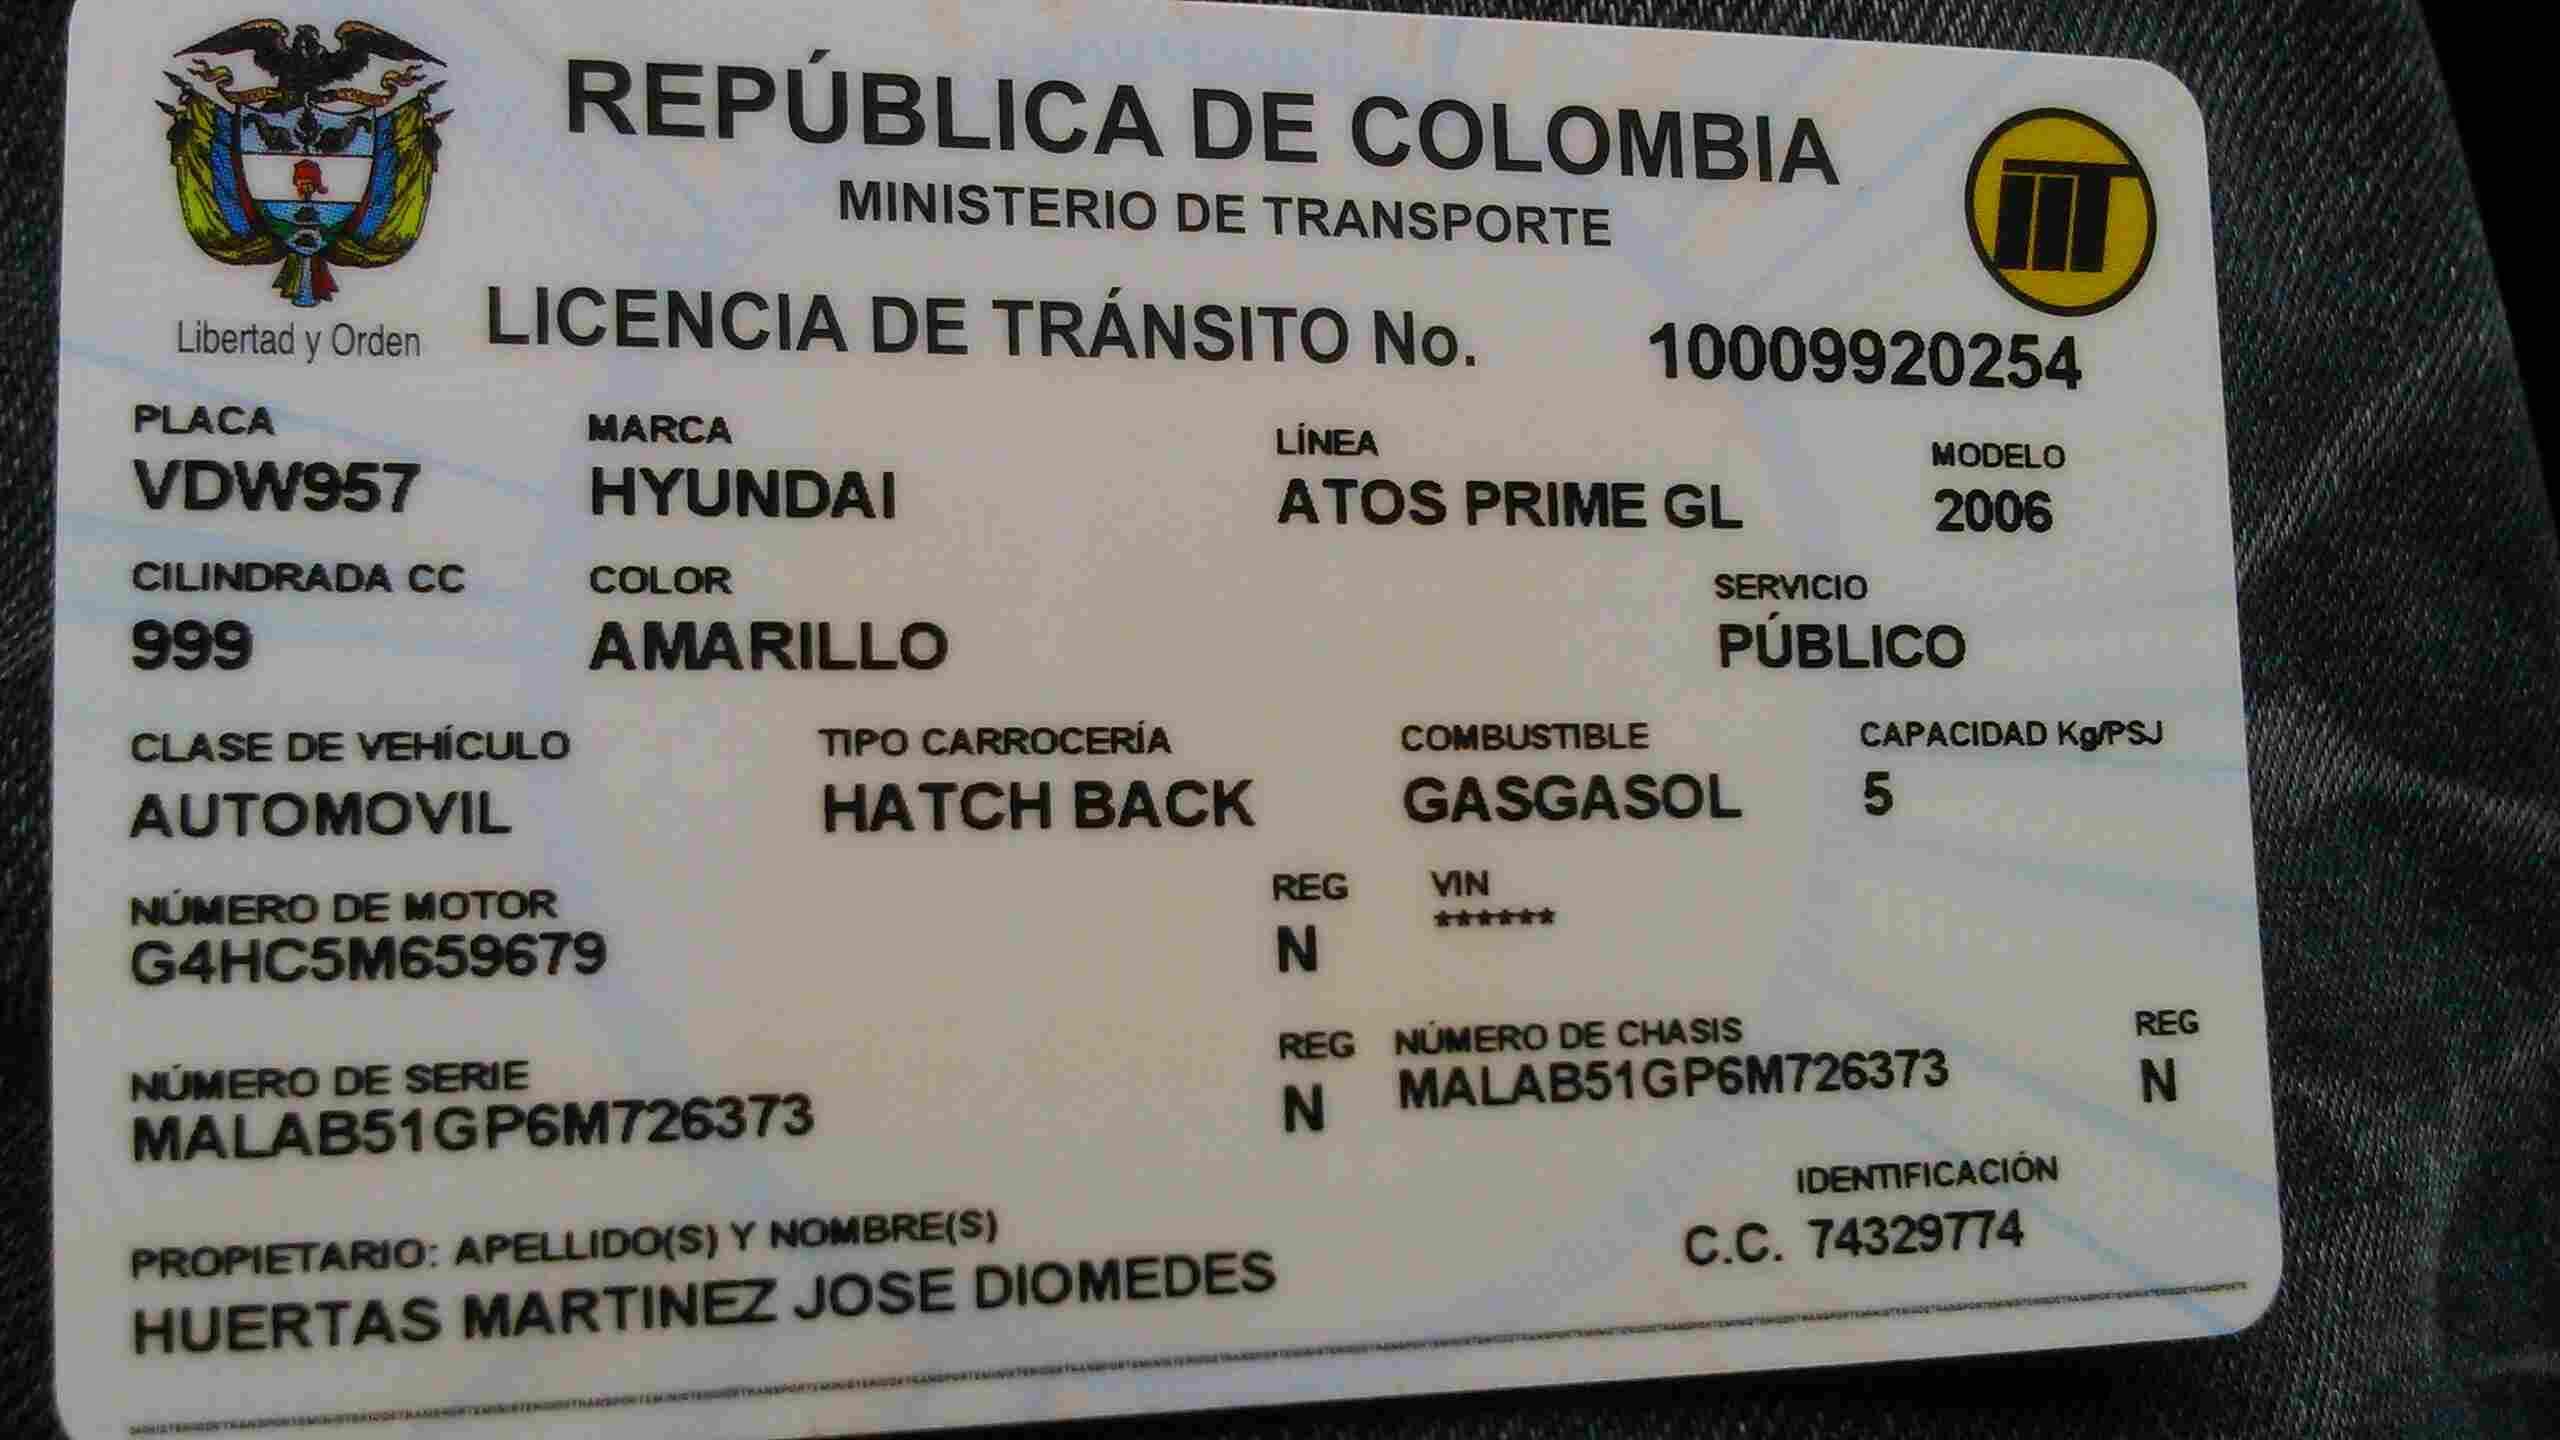 REPÚBLICA DE COLOMBIA
MINISTERIO DE TRANSPORTE
Libertad y Orden
LICENCIA DE TRÁNSITO No. 10009920254
PLACA MARCA LÍNEA MODELO
VDW957 HYUNDAI ATOS PRIME GL 2006
CILINDRADA CC COLOR SERVICIO
999 AMARILLO PÚBLICO
CLASE DE VEHÍCULO TIPO CARROCERÍA COMBUSTIBLE CAPACIDAD Kg/PSJ
AUTOMOVIL HATCH BACK GASGASOL 5
NÚMERO DE MOTOR REG VIN
G4HC5M659679 N ******
NÚMERO DE SERIE REG NÚMERO DE CHASIS REG
MALAB51GP6M726373 N MALAB51GP6M726373 N
PROPIETARIO: APELLIDO(S) Y NOMBRE(S) IDENTIFICACIÓN
HUERTAS MARTINEZ JOSE DIOMEDES C.C. 74329774